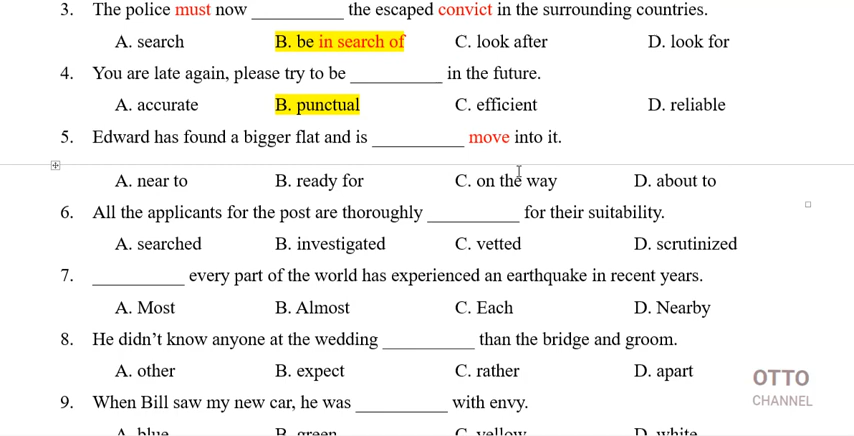 3. The police must now __________ the escaped convict in the surrounding countries.
A. search B. be in search of C. look after D. look for
4. You are late again, please try to be __________ in the future.
A. accurate B. punctual C. efficient D. reliable
5. Edward has found a bigger flat and is __________ move into it.
A. near to B. ready for C. on the way D. about to
6. All the applicants for the post are thoroughly __________ for their suitability.
A. searched B. investigated C. vetted D. scrutinized
7. __________ every part of the world has experienced an earthquake in recent years.
A. Most B. Almost C. Each D. Nearby
8. He didn’t know anyone at the wedding __________ than the bridge and groom.
A. other B. expect C. rather D. apart
OTTO
CHANNEL
9. When Bill saw my new car, he was __________ with envy.
A. blue B. green C. yellow D. white